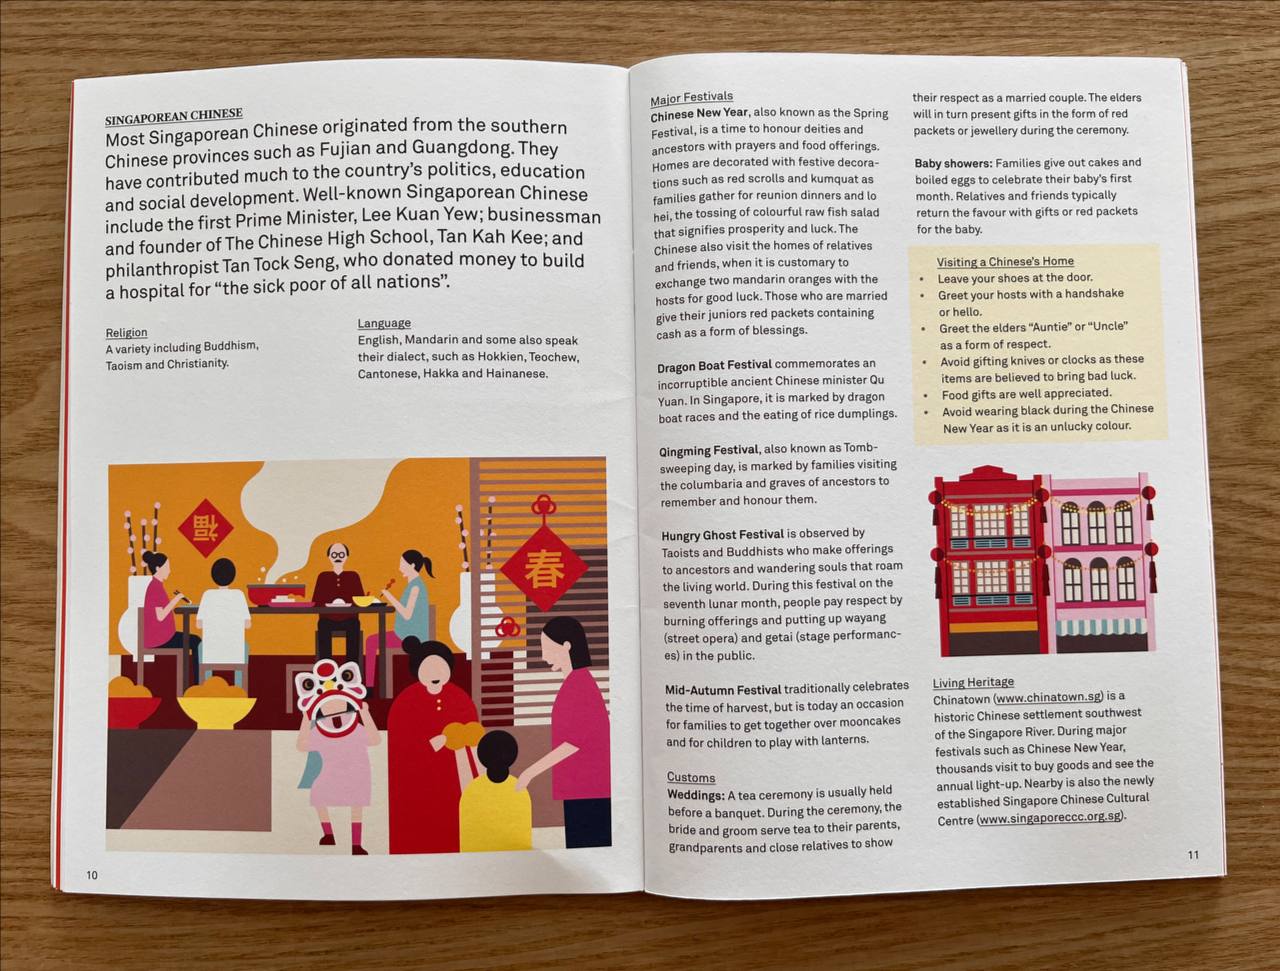 SINGAPOREAN CHINESE
Most Singaporean Chinese originated from the southern
Chinese provinces such as Fujian and Guangdong. They
have contributed much to the country's politics, education
and social development. Well-known Singaporean Chinese
include the first Prime Minister, Lee Kuan Yew; businessman
and founder of The Chinese High School, Tan Kah Kee; and
philanthropist Tan Tock Seng, who donated money to build
a hospital for “the sick poor of all nations”.
Religion
A variety including Buddhism,
Taoism and Christianity.
Language
English, Mandarin and some also speak
their dialect, such as Hokkien, Teochew,
Cantonese, Hakka and Hainanese.
福
春
10
Major Festivals
Chinese New Year, also known as the Spring
Festival, is a time to honour deities and
ancestors with prayers and food offerings.
Homes are decorated with festive decora-
tions such as red scrolls and kumquat as
families gather for reunion dinners and lo
hei, the tossing of colourful raw fish salad
that signifies prosperity and luck. The
Chinese also visit the homes of relatives
and friends, when it is customary to
exchange two mandarin oranges with the
hosts for good luck. Those who are married
give their juniors red packets containing
cash as a form of blessings.
Dragon Boat Festival commemorates an
incorruptible ancient Chinese minister Qu
Yuan. In Singapore, it is marked by dragon
boat races and the eating of rice dumplings.
Qingming Festival, also known as Tomb-
sweeping day, is marked by families visiting
the columbaria and graves of ancestors to
remember and honour them.
Hungry Ghost Festival is observed by
Taoists and Buddhists who make offerings
to ancestors and wandering souls that roam
the living world. During this festival on the
seventh lunar month, people pay respect by
burning offerings and putting up wayang
(street opera) and getai (stage performanc-
es) in the public.
Mid-Autumn Festival traditionally celebrates
the time of harvest, but is today an occasion
for families to get together over mooncakes
and for children to play with lanterns.
Customs
Weddings: A tea ceremony is usually held
before a banquet. During the ceremony, the
bride and groom serve tea to their parents,
grandparents and close relatives to show
their respect as a married couple. The elders
will in turn present gifts in the form of red
packets or jewellery during the ceremony.
Baby showers: Families give out cakes and
boiled eggs to celebrate their baby's first
month. Relatives and friends typically
return the favour with gifts or red packets
for the baby.
Visiting a Chinese's Home
• Leave your shoes at the door.
• Greet your hosts with a handshake
or hello.
• Greet the elders “Auntie” or “Uncle”
as a form of respect.
• Avoid gifting knives or clocks as these
items are believed to bring bad luck.
• Food gifts are well appreciated.
• Avoid wearing black during the Chinese
New Year as it is an unlucky colour.
Living Heritage
Chinatown (www.chinatown.sg) is a
historic Chinese settlement southwest
of the Singapore River. During major
festivals such as Chinese New Year,
thousands visit to buy goods and see the
annual light-up. Nearby is also the newly
established Singapore Chinese Cultural
Centre (www.singaporeccc.org.sg).
11